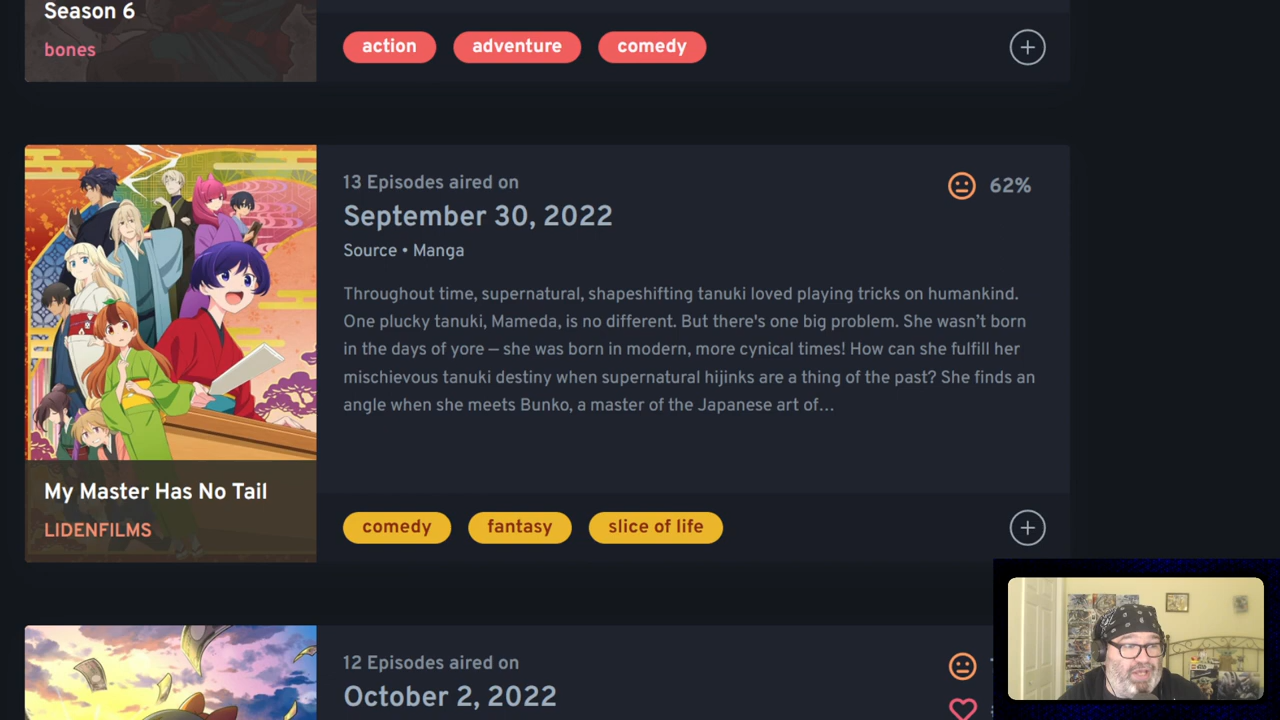 Season 6
bones
action adventure comedy
13 Episodes aired on
62%
September 30, 2022
Source • Manga
Throughout time, supernatural, shapeshifting tanuki loved playing tricks on humankind.
One plucky tanuki, Mameda, is no different. But there's one big problem. She wasn’t born
in the days of yore — she was born in modern, more cynical times! How can she fulfill her
mischievous tanuki destiny when supernatural hijinks are a thing of the past? She finds an
angle when she meets Bunko, a master of the Japanese art of…
My Master Has No Tail
LIDENFILMS
comedy fantasy slice of life
12 Episodes aired on
October 2, 2022